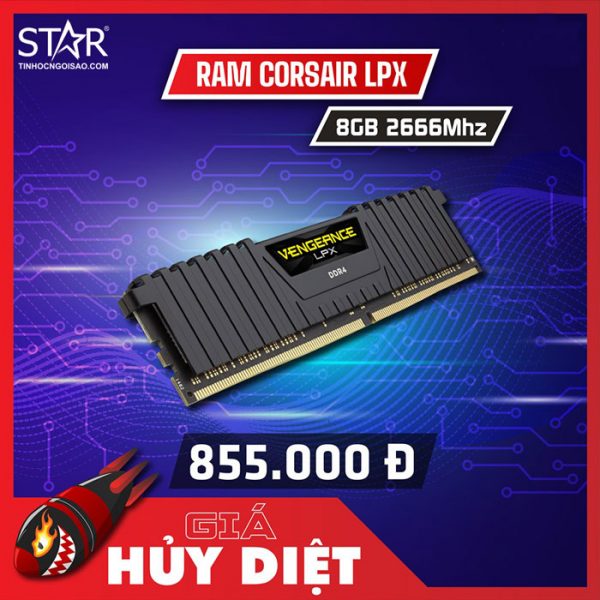 STAR
TINHOCNGOISAO.COM
RAM CORSAIR LPX
8GB 2666Mhz
VENGEANCE
LPX
DDR4
855.000 Đ
GIÁ
HỦY DIỆT